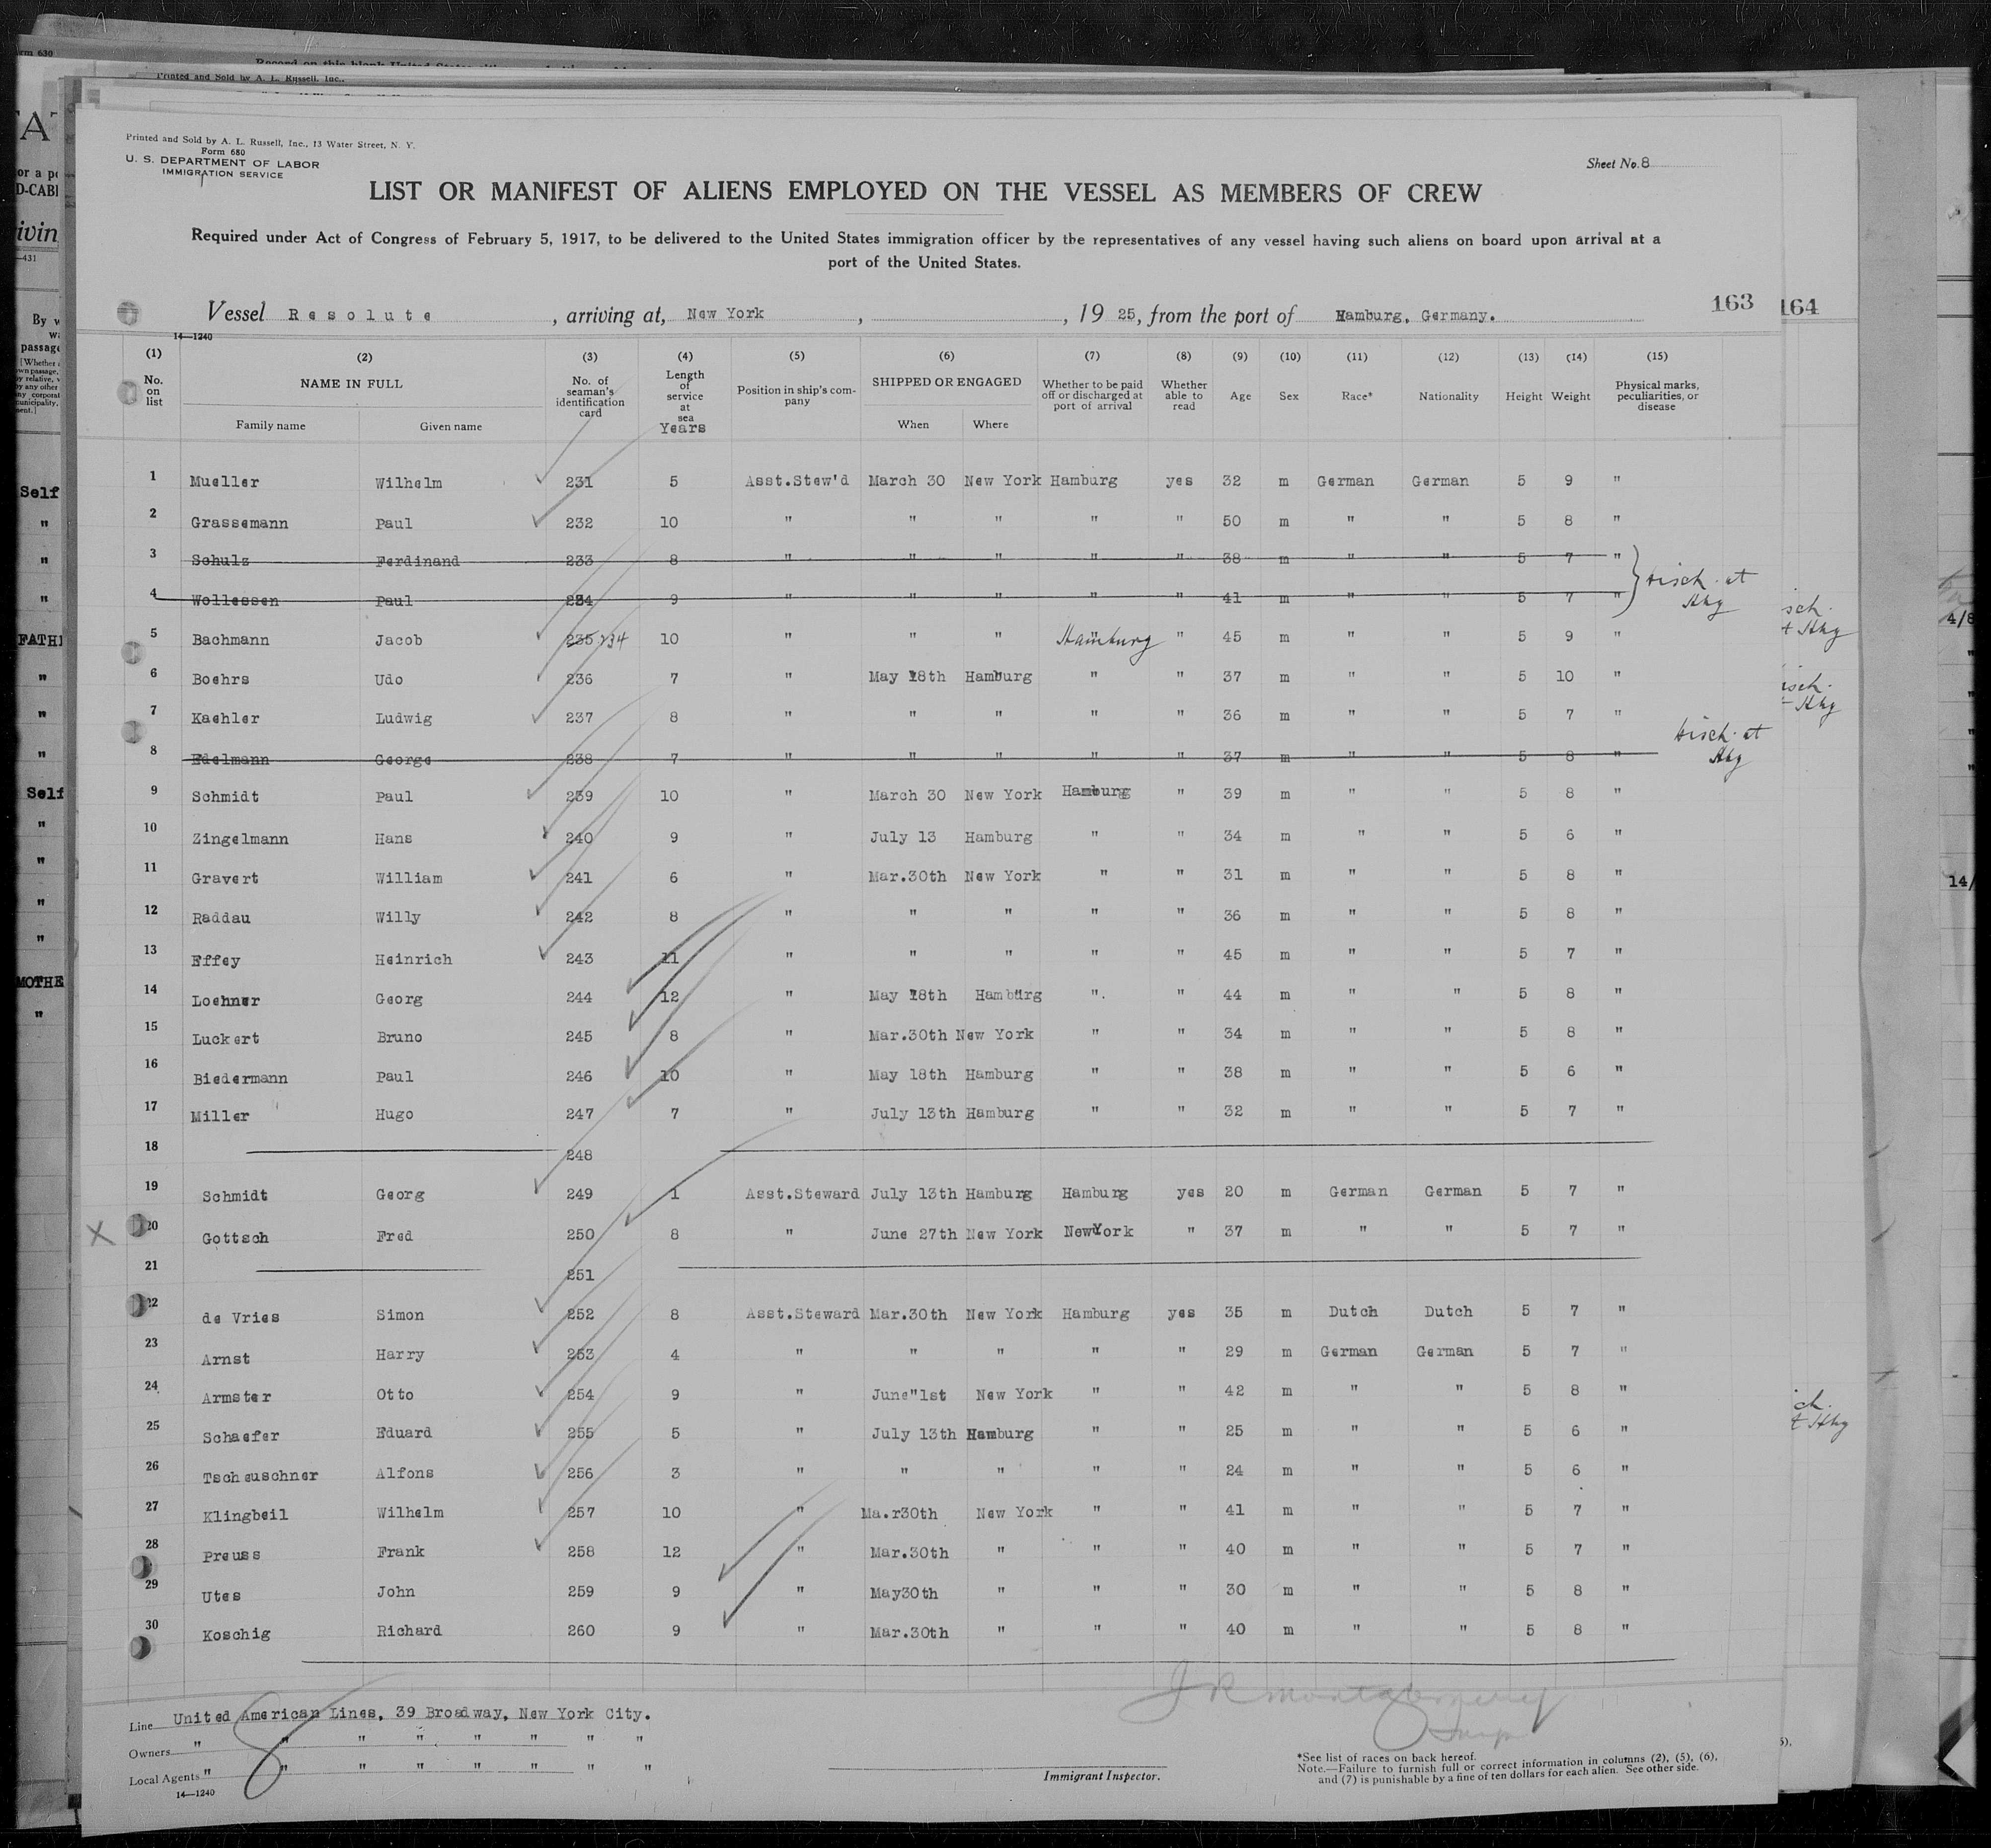 Printed and Sold by A. L. Russell, Inc., 13 Water Street, N. Y.
Form 680
U. S. DEPARTMENT OF LABOR
IMMIGRATION SERVICE
Sheet No. 8
LIST OR MANIFEST OF ALIENS EMPLOYED ON THE VESSEL AS MEMBERS OF CREW
Required under Act of Congress of February 5, 1917, to be delivered to the United States immigration officer by the representatives of any vessel having such aliens on board upon arrival at a
port of the United States.
Vessel Resolute, arriving at, New York, , 19 25, from the port of Hamburg, Germany.
163 164
14—1240
(1) (2) (3) (4) (5) (6) (7) (8) (9) (10) (11) (12) (13) (14) (15)
No. on list NAME IN FULL Family name Given name No. of seaman's identification card Length of service at sea Years Position in ship's company SHIPPED OR ENGAGED When Where Whether to be paid off or discharged at port of arrival Whether able to read Age Sex Race* Nationality Height Weight Physical marks, peculiarities, or disease
1 Mueller Wilhelm 231 5 Asst.Stew'd March 30 New York Hamburg yes 32 m German German 5 9 "
2 Grassemann Paul 232 10 " " " " " 50 m " " 5 8 "
3 Schulz Ferdinand 233 8 " " " " " 38 m " " 5 7 "
4 Wollessen Paul 234 9 " " " " " 41 m " " 5 7 "
disch. at Hbg
5 Bachmann Jacob 235 234 10 " " " Hamburg " 45 m " " 5 9 "
6 Boehrs Udo 236 7 " May 18th Hamburg " " 37 m " " 5 10 "
7 Kaehler Ludwig 237 8 " " " " " 36 m " " 5 7 "
8 Edelmann George 238 7 " " " " " 37 m " " 5 8 " disch. at Hbg
9 Schmidt Paul 239 10 " March 30 New York Hamburg " 39 m " " 5 8 "
10 Zingelmann Hans 240 9 " July 13 Hamburg " " 34 m " " 5 6 "
11 Gravert William 241 6 " Mar.30th New York " " 31 m " " 5 8 "
12 Raddau Willy 242 8 " " " " " 36 m " " 5 8 "
13 Effey Heinrich 243 11 " " " " " 45 m " " 5 7 "
14 Loehner Georg 244 12 " May 18th Hamburg " " 44 m " " 5 8 "
15 Luckert Bruno 245 8 " Mar.30th New York " " 34 m " " 5 8 "
16 Biedermann Paul 246 10 " May 18th Hamburg " " 38 m " " 5 6 "
17 Miller Hugo 247 7 " July 13th Hamburg " " 32 m " " 5 7 "
18 248
19 Schmidt Georg 249 1 Asst.Steward July 13th Hamburg Hamburg yes 20 m German German 5 7 "
X 20 Gottsch Fred 250 8 " June 27th New York NewYork " 37 m " " 5 7 "
21 251
22 de Vries Simon 252 8 Asst.Steward Mar.30th New York Hamburg yes 35 m Dutch Dutch 5 7 "
23 Arnst Harry 253 4 " " " " " 29 m German German 5 7 "
24 Armster Otto 254 9 " June"1st New York " " 42 m " " 5 8 "
25 Schaefer Eduard 255 5 " July 13th Hamburg " " 25 m " " 5 6 "
26 Tscheuschner Alfons 256 3 " " " " " 24 m " " 5 6 "
27 Klingbeil Wilhelm 257 10 " Ma.r30th New York " " 41 m " " 5 7 "
28 Preuss Frank 258 12 " Mar.30th " " " 40 m " " 5 7 "
29 Utes John 259 9 " May30th " " " 30 m " " 5 8 "
30 Koschig Richard 260 9 " Mar.30th " " " 40 m " " 5 8 "
Line United American Lines, 39 Broadway, New York City.
Owners " " " " " " " "
Local Agents " " " " " " " "
14—1240
J R Montgomery
Immigrant Inspector.
*See list of races on back hereof.
Note.—Failure to furnish full or correct information in columns (2), (5), (6),
and (7) is punishable by a fine of ten dollars for each alien. See other side.